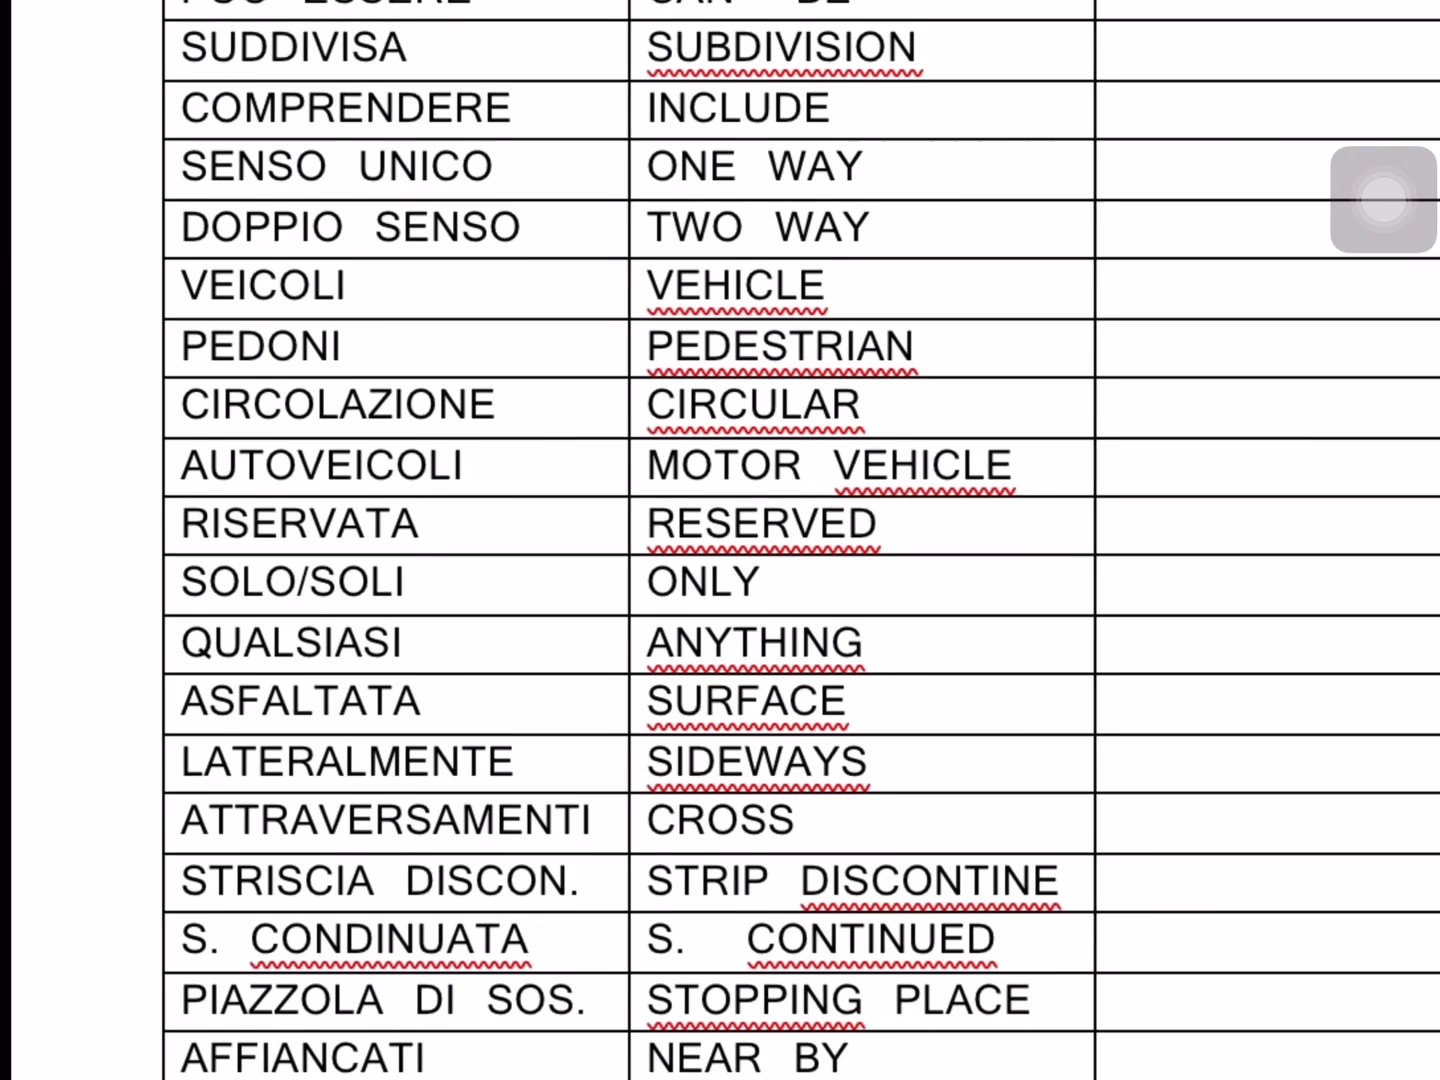 SUDDIVISA SUBDIVISION
COMPRENDERE INCLUDE
SENSO UNICO ONE WAY
DOPPIO SENSO TWO WAY
VEICOLI VEHICLE
PEDONI PEDESTRIAN
CIRCOLAZIONE CIRCULAR
AUTOVEICOLI MOTOR VEHICLE
RISERVATA RESERVED
SOLO/SOLI ONLY
QUALSIASI ANYTHING
ASFALTATA SURFACE
LATERALMENTE SIDEWAYS
ATTRAVERSAMENTI CROSS
STRISCIA DISCON. STRIP DISCONTINE
S. CONDINUATA S. CONTINUED
PIAZZOLA DI SOS. STOPPING PLACE
AFFIANCATI NEAR BY